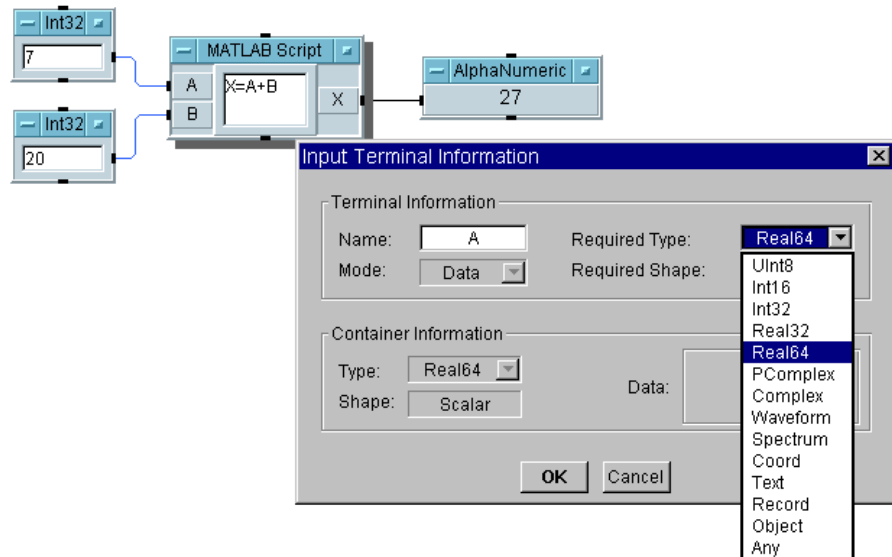 Int32
7
MATLAB Script
A
B
X=A+B
X
AlphaNumeric
27
Int32
20
Input Terminal Information
Terminal Information
Name: A Required Type: Real64
Mode: Data Required Shape:
UInt8
Int16
Int32
Real32
Real64
PComplex
Complex
Waveform
Spectrum
Coord
Text
Record
Object
Any
Container Information
Type: Real64
Shape: Scalar
Data:
OK Cancel